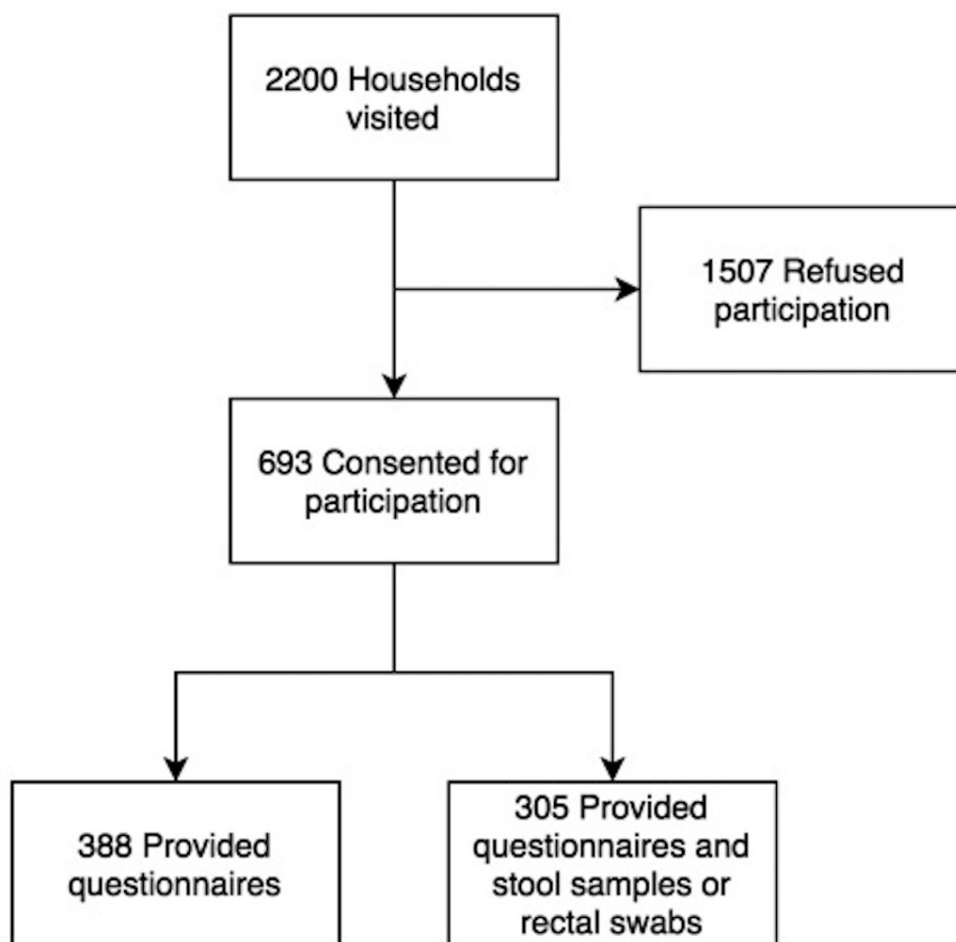 2200 Households
visited
1507 Refused
participation
693 Consented for
participation
388 Provided
questionnaires
305 Provided
questionnaires and
stool samples or
rectal swabs